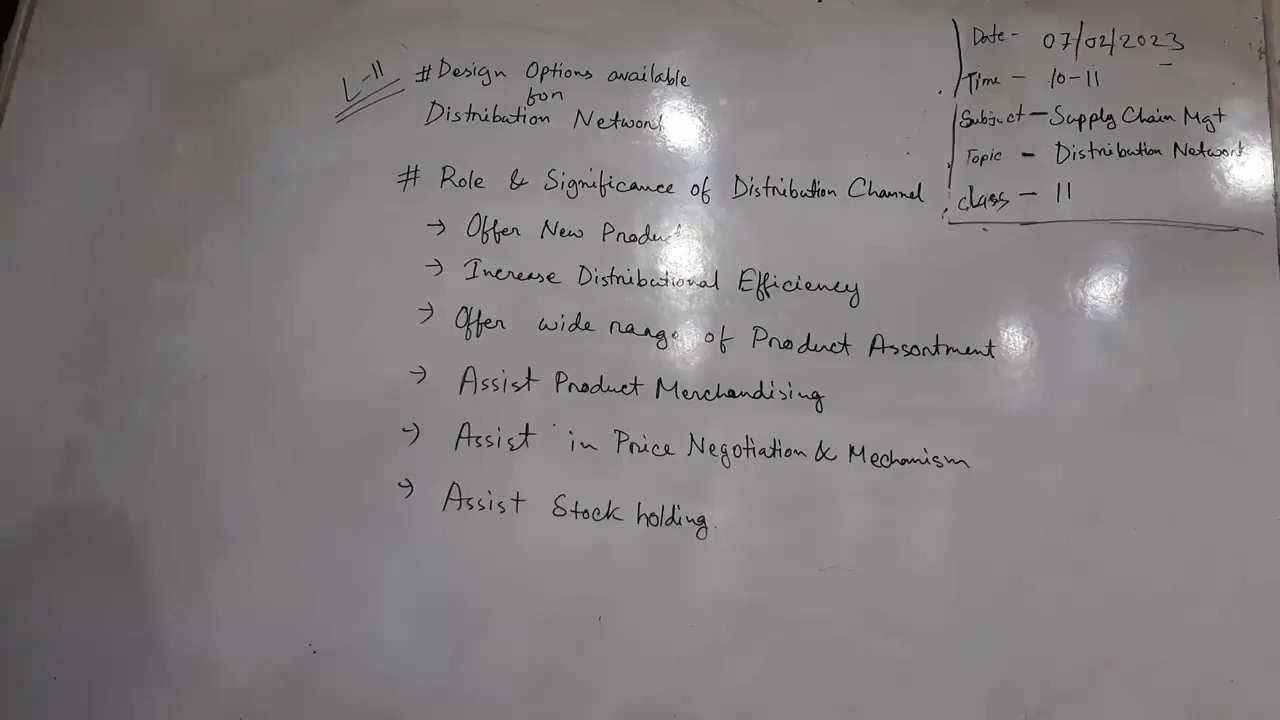 L-11
# Design Options available
for
Distribution Network
Date - 07/02/2023
Time - 10-11
Subject - Supply Chain Mgt
Topic - Distribution Network
Class - 11
# Role & Significance of Distribution Channel
→ Offer New Product
→ Increase Distributional Efficiency
→ Offer wide range of Product Assortment
→ Assist Product Merchandising
→ Assist in Price Negotiation & Mechanism
→ Assist Stock holding.